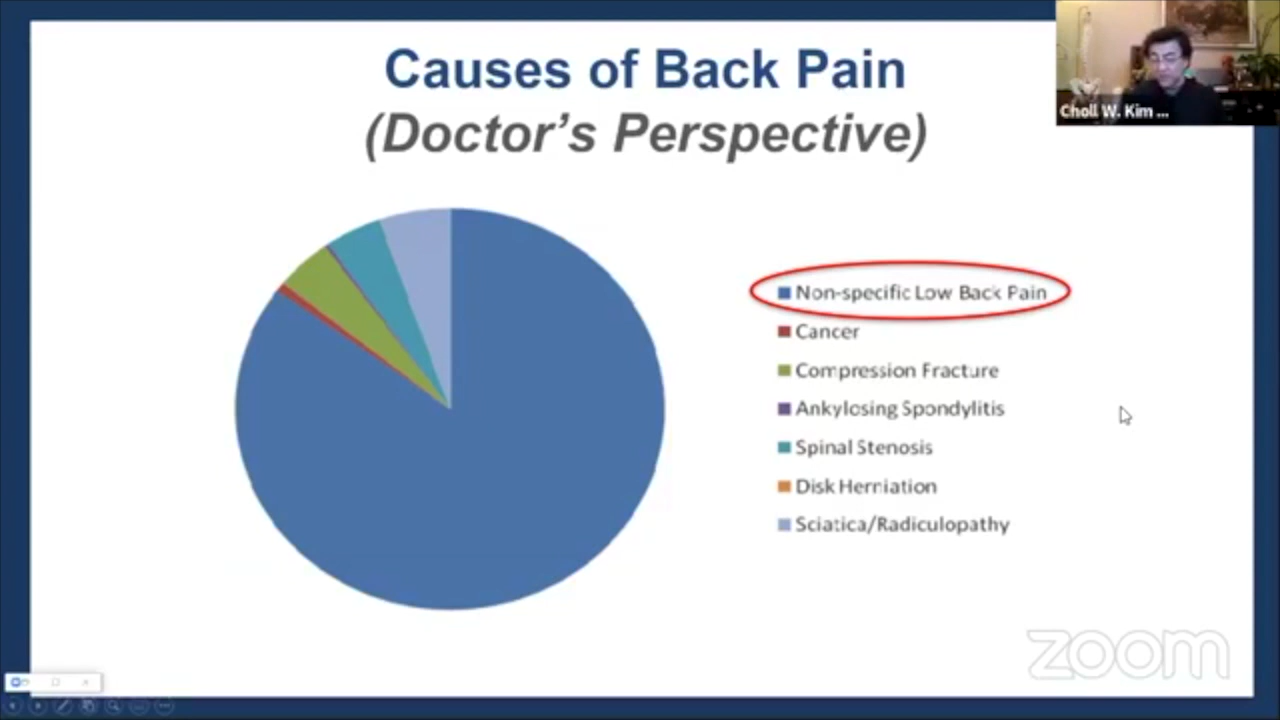 Causes of Back Pain
(Doctor's Perspective)
Choll W. Kim ...
Non-specific Low Back Pain
Cancer
Compression Fracture
Ankylosing Spondylitis
Spinal Stenosis
Disk Herniation
Sciatica/Radiculopathy
zoom